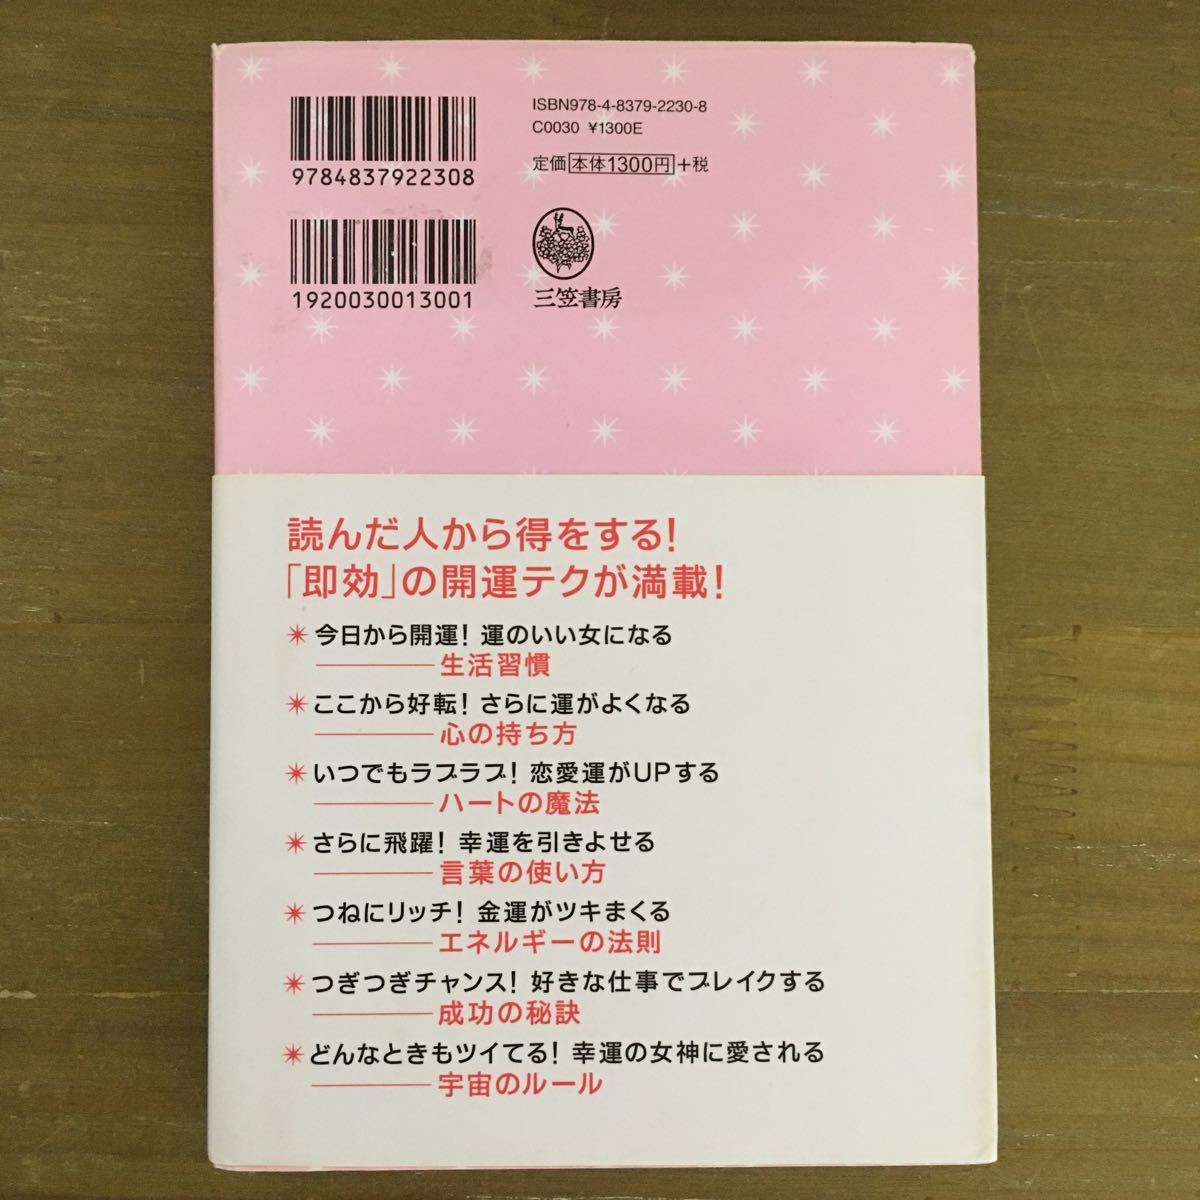 9784837922308
1920030013001
ISBN978-4-8379-2230-8
C0030 ¥1300E
定価 本体1300円 +税
三笠書房
読んだ人から得をする!
「即効」の開運テクが満載!
今日から開運! 運のいい女になる
生活習慣
ここから好転! さらに運がよくなる
心の持ち方
いつでもラブラブ! 恋愛運がUPする
ハートの魔法
さらに飛躍! 幸運を引きよせる
言葉の使い方
つねにリッチ! 金運がツキまくる
エネルギーの法則
つぎつぎチャンス! 好きな仕事でブレイクする
成功の秘訣
どんなときもツイてる! 幸運の女神に愛される
宇宙のルール